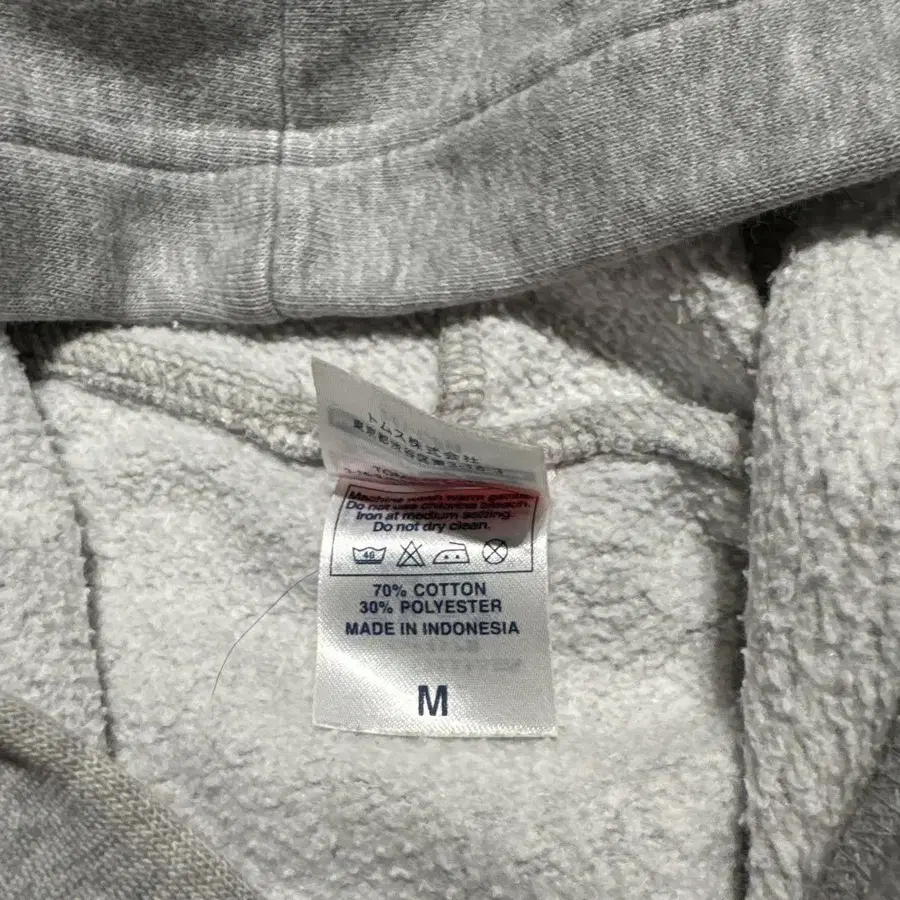 トムス株式会社
Machine wash warm gentle.
Do not use chlorine bleach.
Iron at medium setting.
Do not dry clean.
40
70% COTTON
30% POLYESTER
MADE IN INDONESIA
M